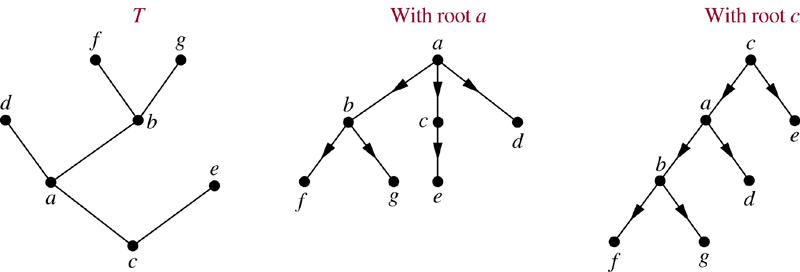 T
f g
d
b
e
a
c
With root a
a
b c d
f g e
With root c
c
a e
b d
f g